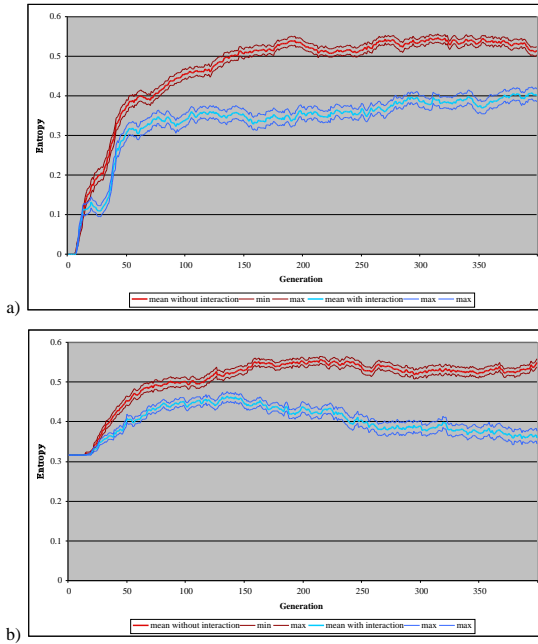 0.6
0.5
0.4
0.3
0.2
0.1
0
Entropy
0 50 100 150 200 250 300 350
Generation
mean without interaction min max mean with interaction max max
a)
0.6
0.5
0.4
0.3
0.2
0.1
0
Entropy
0 50 100 150 200 250 300 350
Generation
mean without interaction min max mean with interaction max max
b)